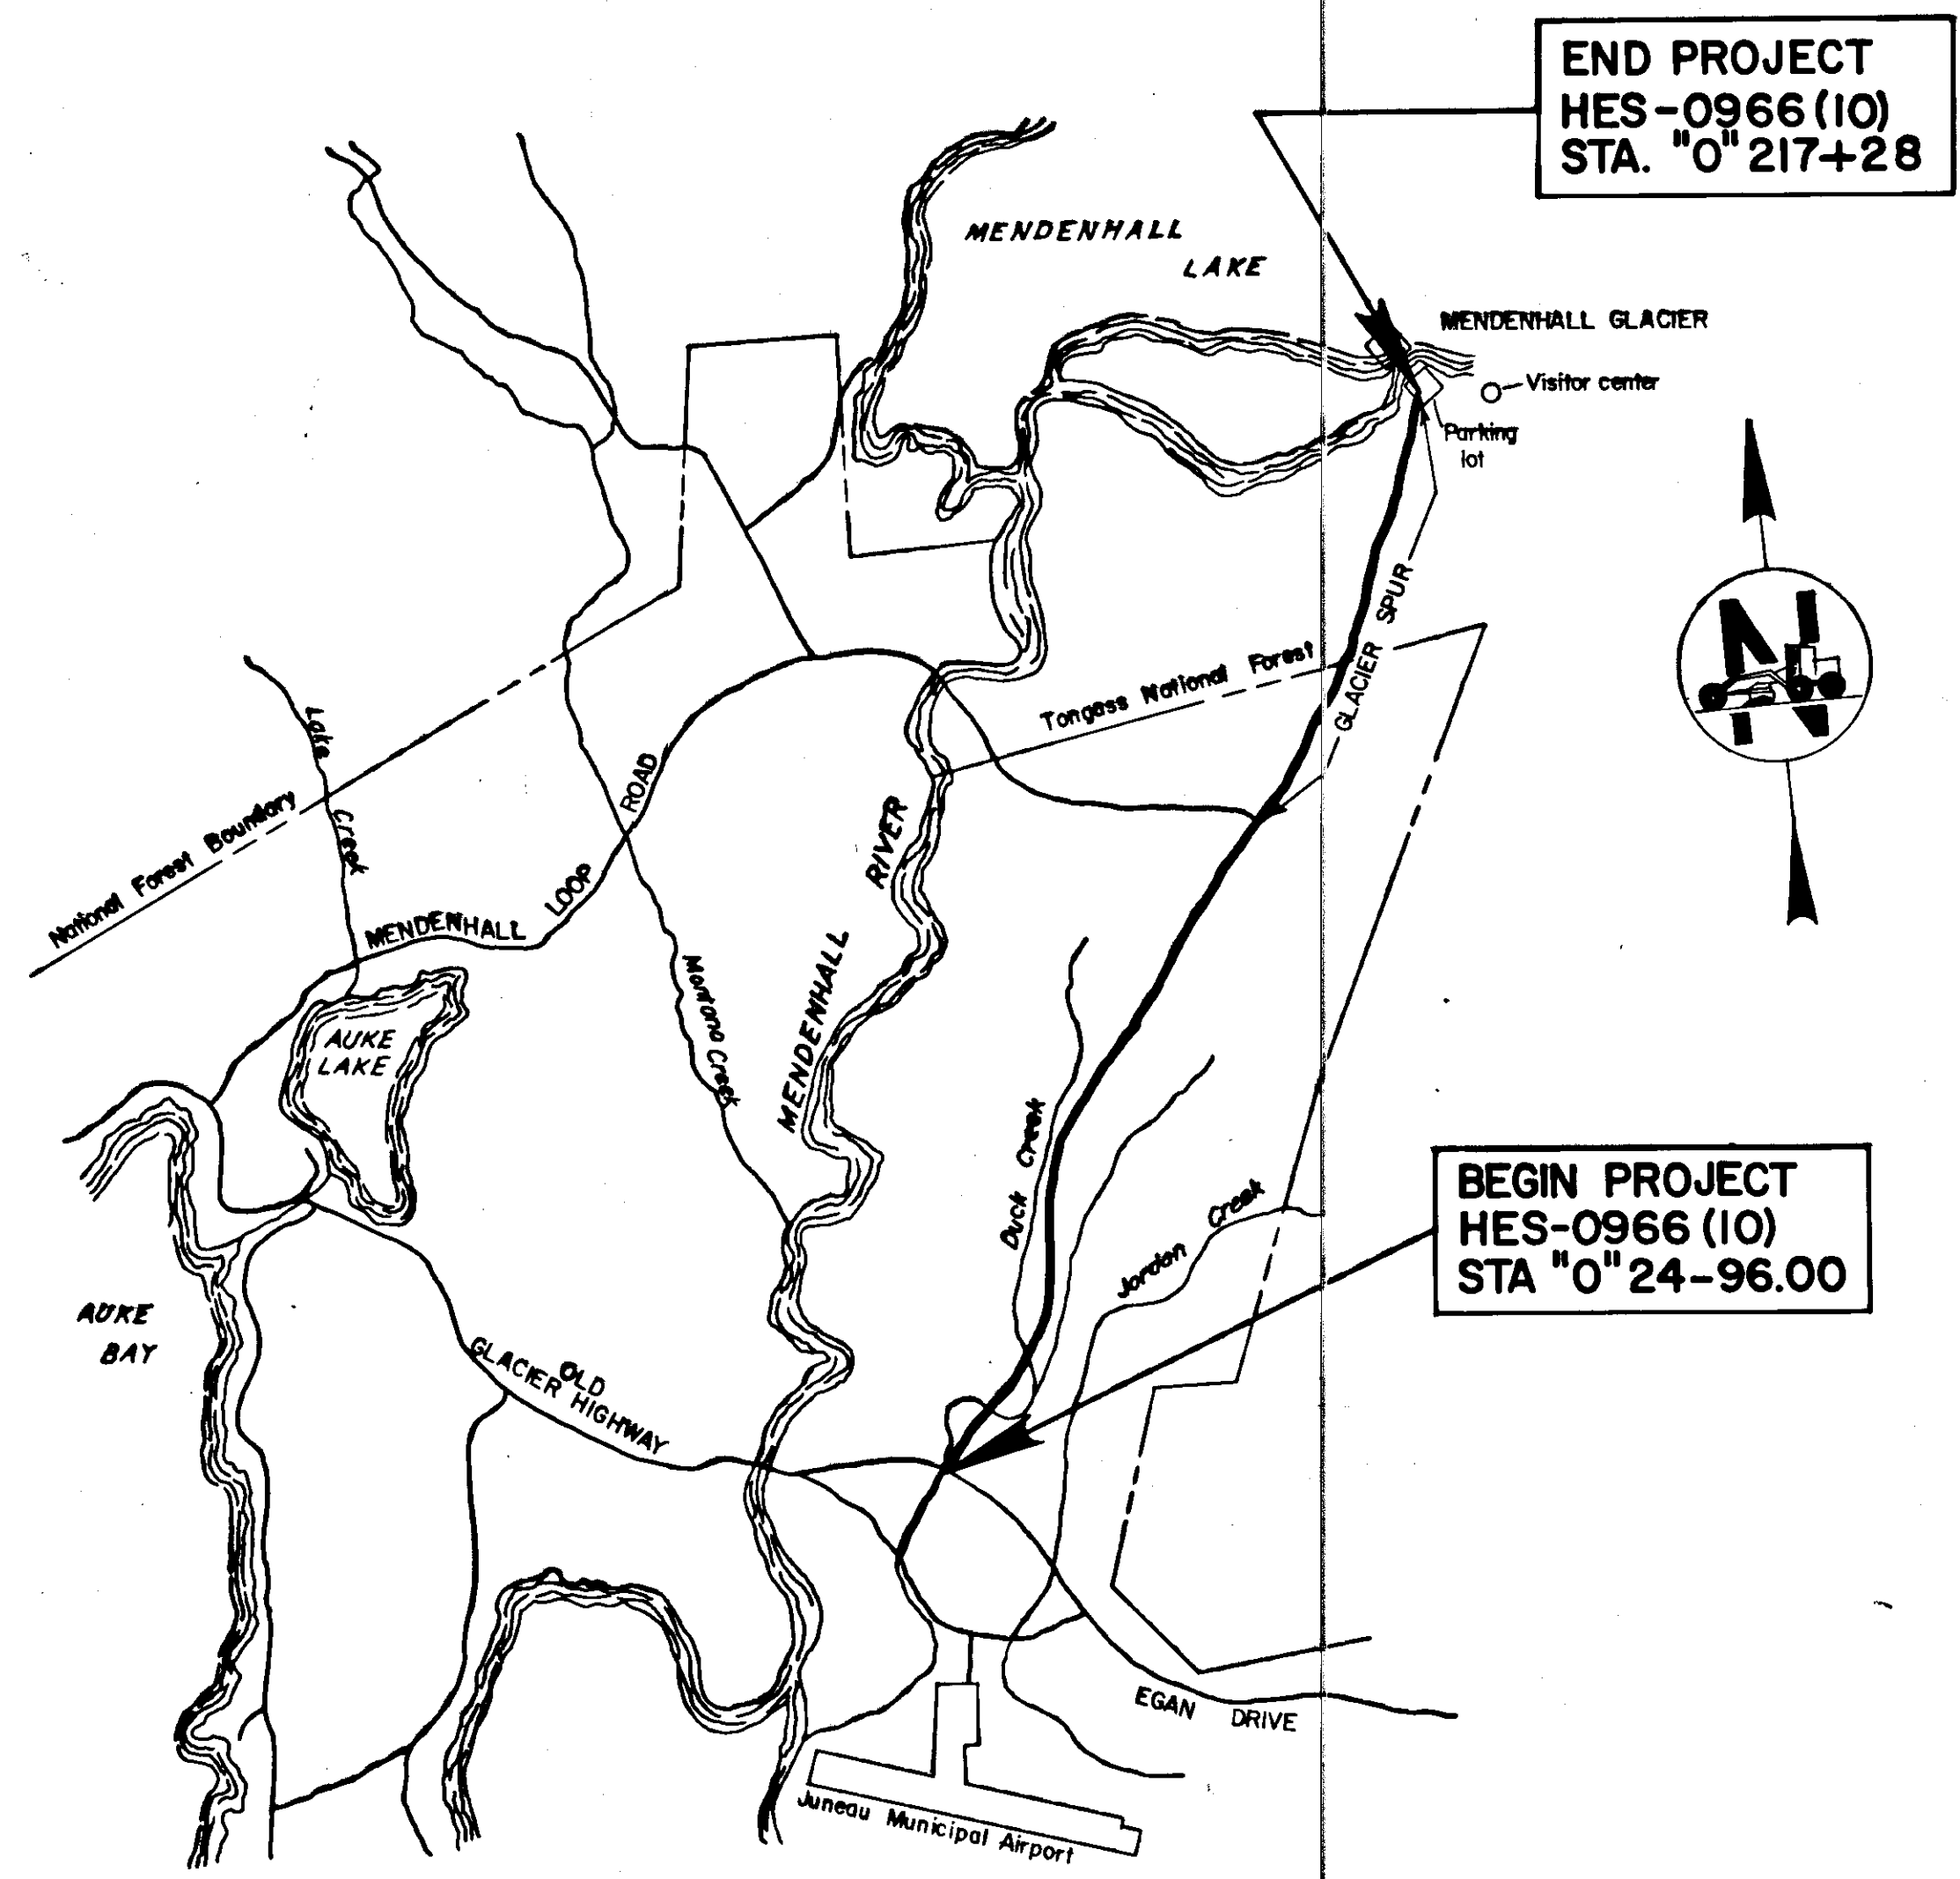 END PROJECT
HES-0966(10)
STA. "O" 217+28
MENDENHALL
LAKE
MENDENHALL GLACIER
Visitor center
Parking
lot
GLACIER SPUR
N
Tongass National Forest
Lake
Creek
National Forest Boundary
MENDENHALL LOOP ROAD
MENDENHALL RIVER
Montana Creek
AUKE
LAKE
Duck Creek
Jordan Creek
BEGIN PROJECT
HES-0966(10)
STA "O" 24-96.00
AUKE
BAY
OLD
GLACIER HIGHWAY
EGAN DRIVE
Juneau Municipal Airport